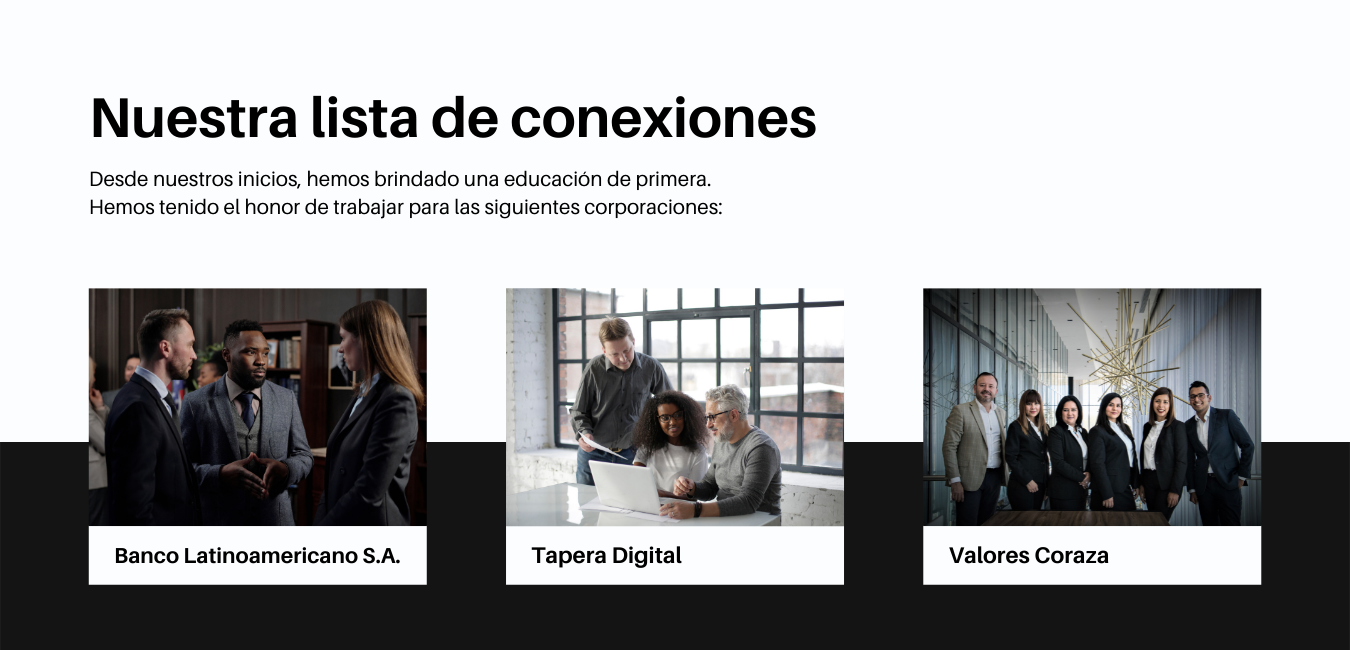 Nuestra lista de conexiones
Desde nuestros inicios, hemos brindado una educación de primera.
Hemos tenido el honor de trabajar para las siguientes corporaciones:
Banco Latinoamericano S.A.
Tapera Digital
Valores Coraza